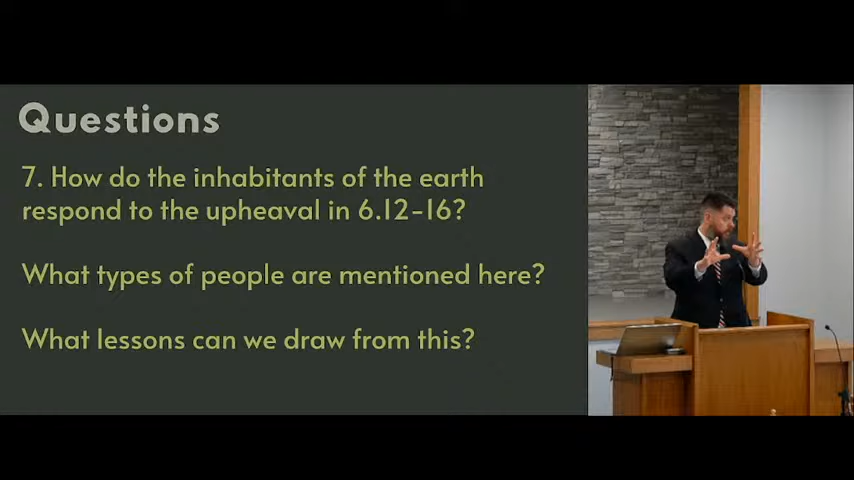 Questions
7. How do the inhabitants of the earth
respond to the upheaval in 6.12-16?
What types of people are mentioned here?
What lessons can we draw from this?